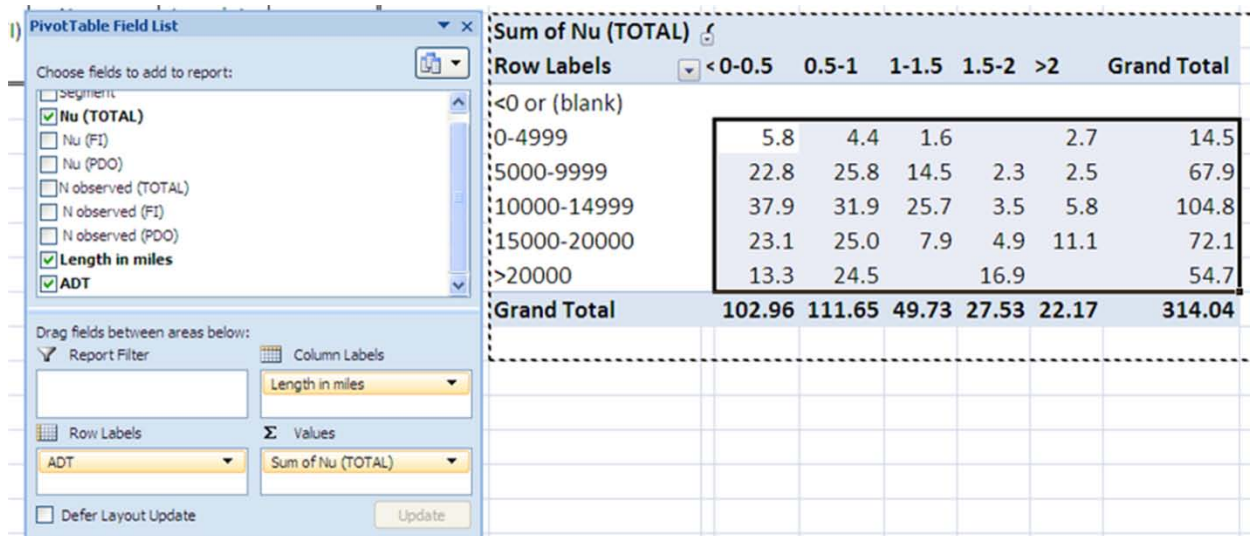 PivotTable Field List
Choose fields to add to report:
Segment
Nu (TOTAL)
Nu (FI)
Nu (PDO)
N observed (TOTAL)
N observed (FI)
N observed (PDO)
Length in miles
ADT
Drag fields between areas below:
Report Filter
Column Labels
Length in miles
Row Labels
Σ Values
ADT
Sum of Nu (TOTAL)
Defer Layout Update
Update
Sum of Nu (TOTAL)
Row Labels < 0-0.5 0.5-1 1-1.5 1.5-2 >2 Grand Total
<0 or (blank)
0-4999 5.8 4.4 1.6 2.7 14.5
5000-9999 22.8 25.8 14.5 2.3 2.5 67.9
10000-14999 37.9 31.9 25.7 3.5 5.8 104.8
15000-20000 23.1 25.0 7.9 4.9 11.1 72.1
>20000 13.3 24.5 16.9 54.7
Grand Total 102.96 111.65 49.73 27.53 22.17 314.04